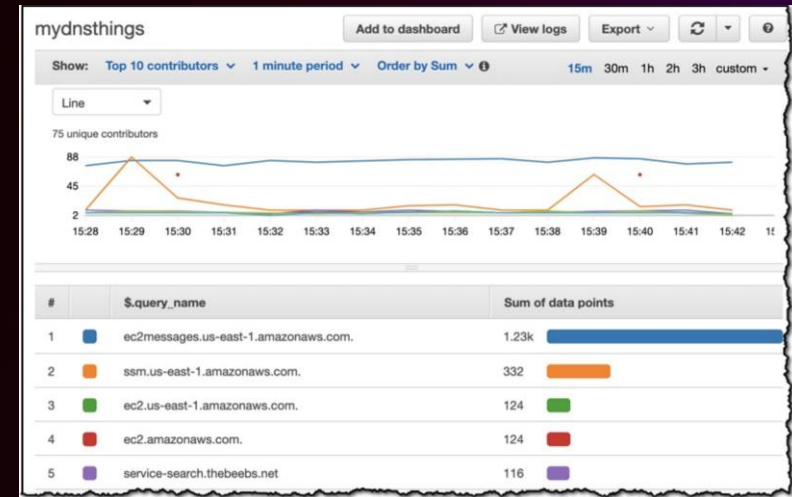 mydnsthings
Add to dashboard View logs Export
Show: Top 10 contributors 1 minute period Order by Sum 15m 30m 1h 2h 3h custom
Line
75 unique contributors
88
45
2
15:28 15:29 15:30 15:31 15:32 15:33 15:34 15:35 15:36 15:37 15:38 15:39 15:40 15:41 15:42
# $.query_name Sum of data points
1 ec2messages.us-east-1.amazonaws.com. 1.23k
2 ssm.us-east-1.amazonaws.com. 332
3 ec2.us-east-1.amazonaws.com. 124
4 ec2.amazonaws.com. 124
5 service-search.thebeebs.net 116